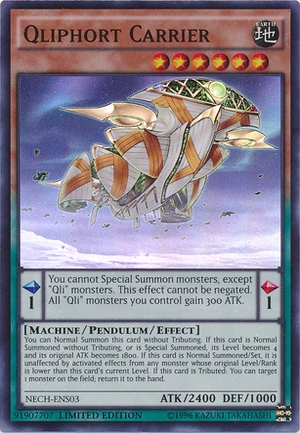 QLIPHORT CARRIER
EARTH
地
You cannot Special Summon monsters, except
"Qli" monsters. This effect cannot be negated.
All "Qli" monsters you control gain 300 ATK.
1
1
[MACHINE/PENDULUM/EFFECT]
You can Normal Summon this card without Tributing. If this card is Normal
Summoned without Tributing, or is Special Summoned, its Level becomes 4
and its original ATK becomes 1800. If this card is Normal Summoned/Set, it is
unaffected by activated effects from any monster whose original Level/Rank
is lower than this card's current Level. If this card is Tributed: You can target
1 monster on the field; return it to the hand.
NECH-ENS03
ATK/2400 DEF/1000
91907707
LIMITED EDITION
©1996 KAZUKI TAKAHASHI